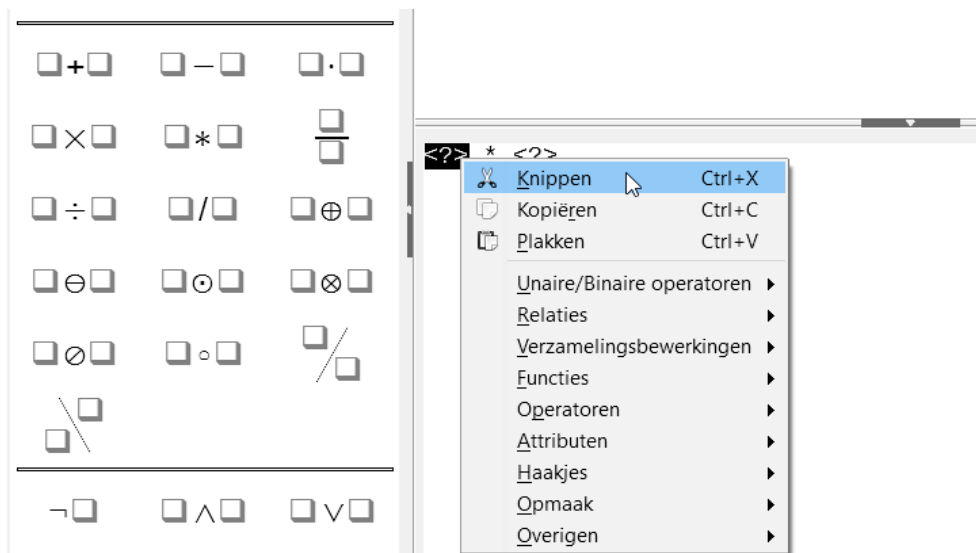 ❑+❑ ❑−❑ ❑·❑
❑×❑ ❑∗❑ ❑/❑
❑÷❑ ❑/❑ ❑⊕❑
❑⊖❑ ❑⊙❑ ❑⊗❑
❑⊘❑ ❑∘❑ ❑/❑
❑\❑
¬❑ ❑∧❑ ❑∨❑
<?> * <?>
Knippen Ctrl+X
Kopiëren Ctrl+C
Plakken Ctrl+V
Unaire/Binaire operatoren
Relaties
Verzamelingsbewerkingen
Functies
Operatoren
Attributen
Haakjes
Opmaak
Overigen